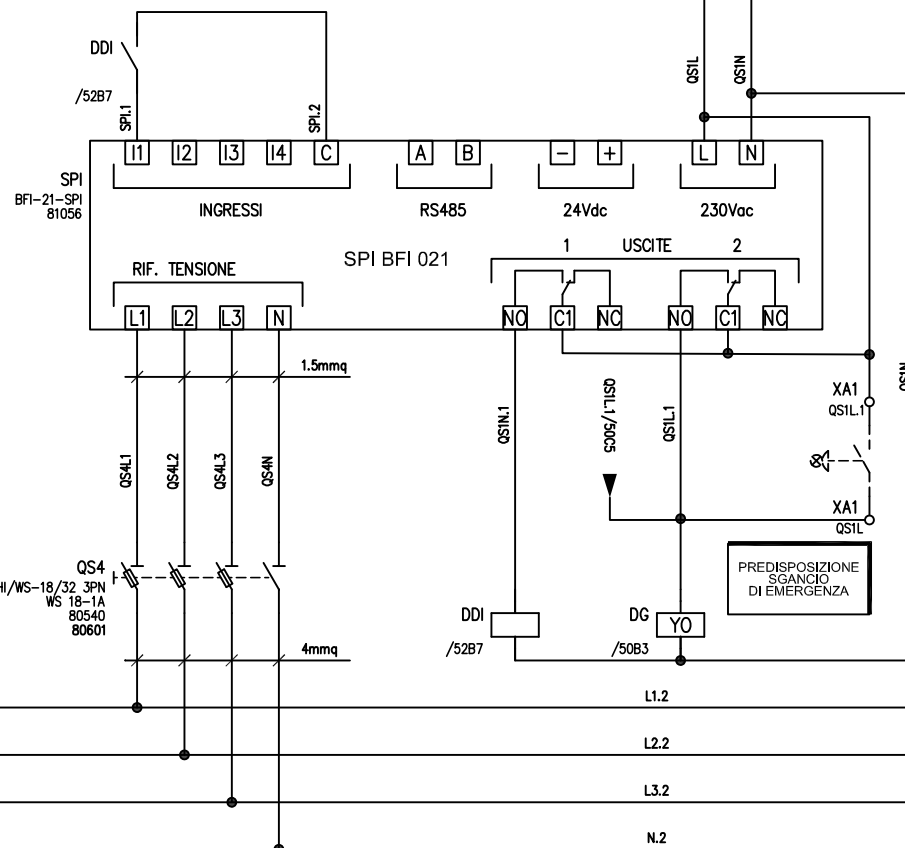 DDI
/52B7
SPI.1
SPI.2
QS1L
QS1N
I1 I2 I3 I4 C A B - + L N
SPI
BFI-21-SPI
81056
INGRESSI RS485 24Vdc 230Vac
SPI BFI 021
1 USCITE 2
RIF. TENSIONE
L1 L2 L3 N NO C1 NC NO C1 NC
1.5mmq
QS4L1
QS4L2
QS4L3
QS4N
QS1N.1
QS1L.1/50C5
QS1L.1
XA1
QS1L.1
XA1
QS1L
QS4
HI/WS-18/32 3PN
WS 18-1A
80540
80601
PREDISPOSIZIONE
SGANCIO
DI EMERGENZA
DDI
/52B7
DG
YO
/50B3
4mmq
L1.2
L2.2
L3.2
N.2